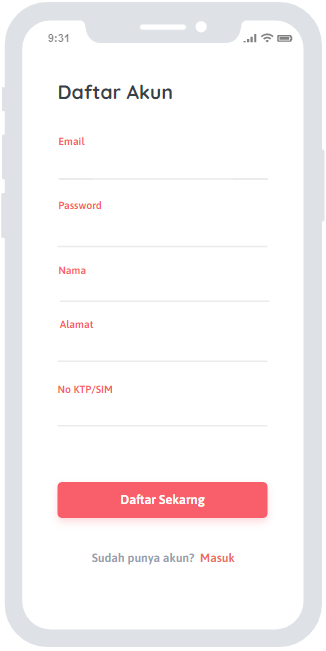 9:31
Daftar Akun
Email
Password
Nama
Alamat
No KTP/SIM
Daftar Sekarng
Sudah punya akun? Masuk